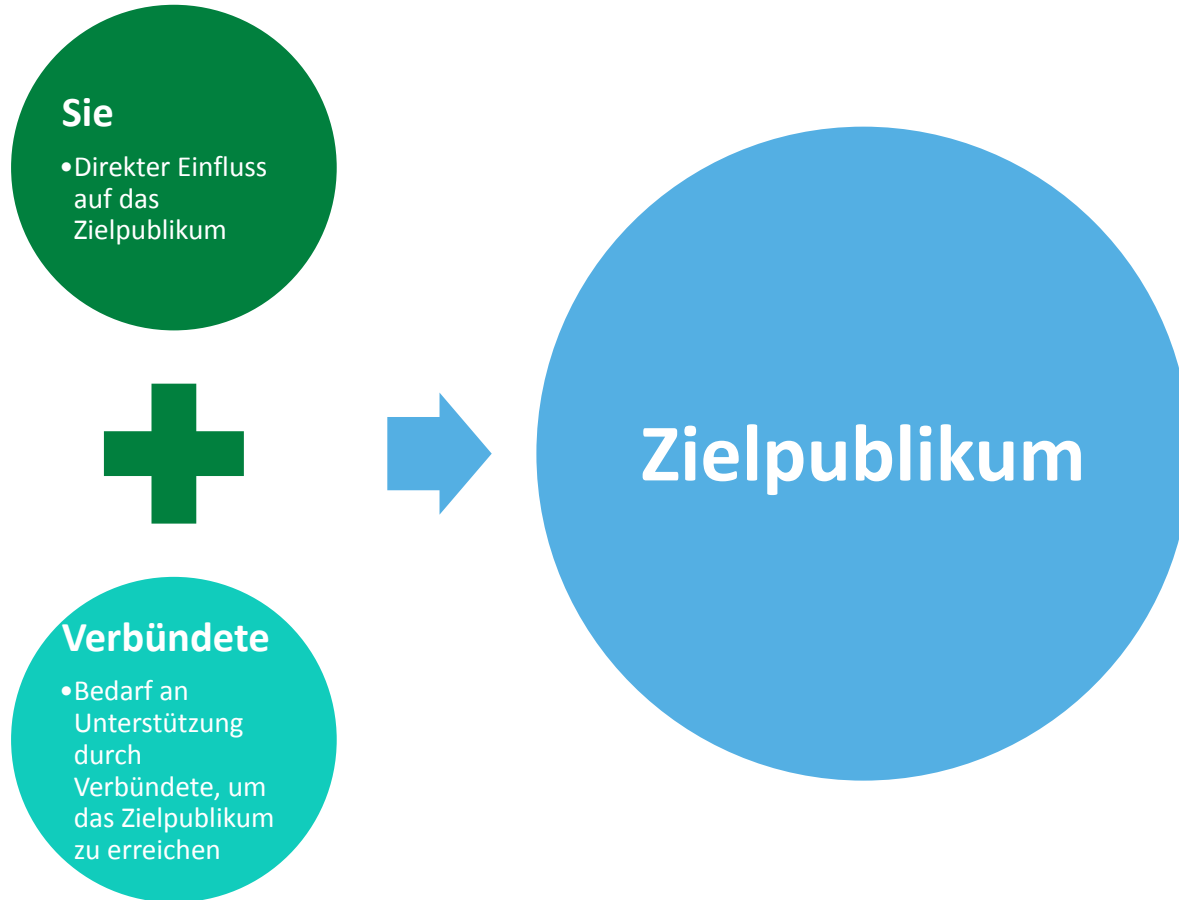 Sie
•Direkter Einfluss
auf das
Zielpublikum
Verbündete
•Bedarf an
Unterstützung
durch
Verbündete, um
das Zielpublikum
zu erreichen
Zielpublikum